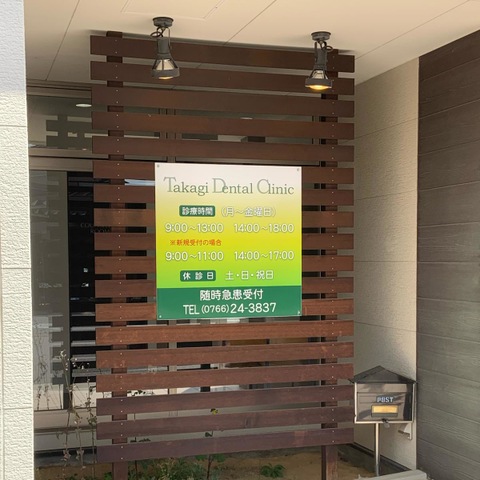 Takagi Dental Clinic
診療時間 (月～金曜日)
9:00～13:00 14:00～18:00
※新規受付の場合
9:00～11:00 14:00～17:00
休診日 土・日・祝日
随時急患受付
TEL (0766) 24-3837
POST